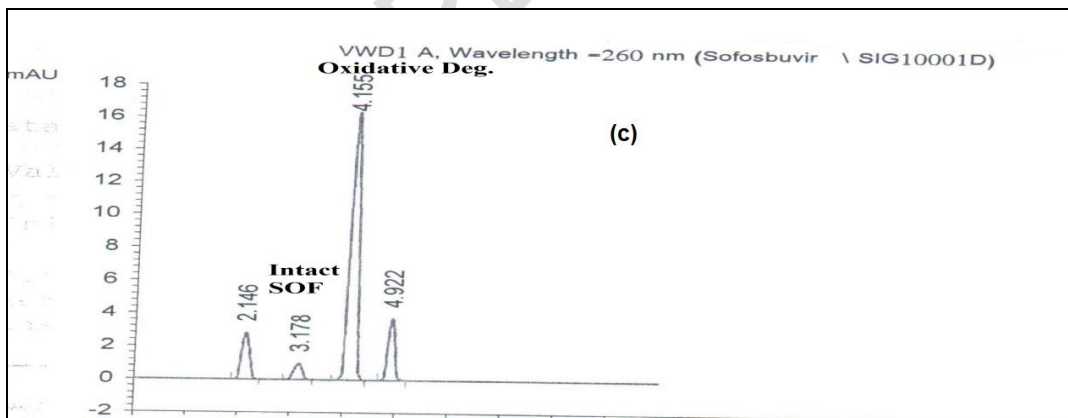 VWD1 A, Wavelength =260 nm (Sofosbuvir \ SIG10001D)
mAU
Oxidative Deg.
18
4.155
16
(c)
14
12
10
8
6
Intact
SOF
4
2.146
3.178
4.922
2
0
-2